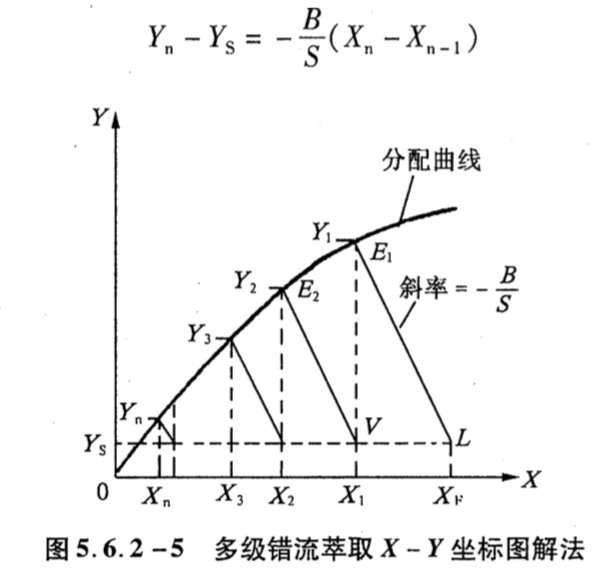 Yn − YS = − B/S (Xn − Xn−1)
Y
分配曲线
Y1
E1
Y2
E2
斜率 = − B/S
Y3
Yn
V
L
YS
0
Xn
X3
X2
X1
XF
X
图5.6.2-5 多级错流萃取 X-Y 坐标图解法